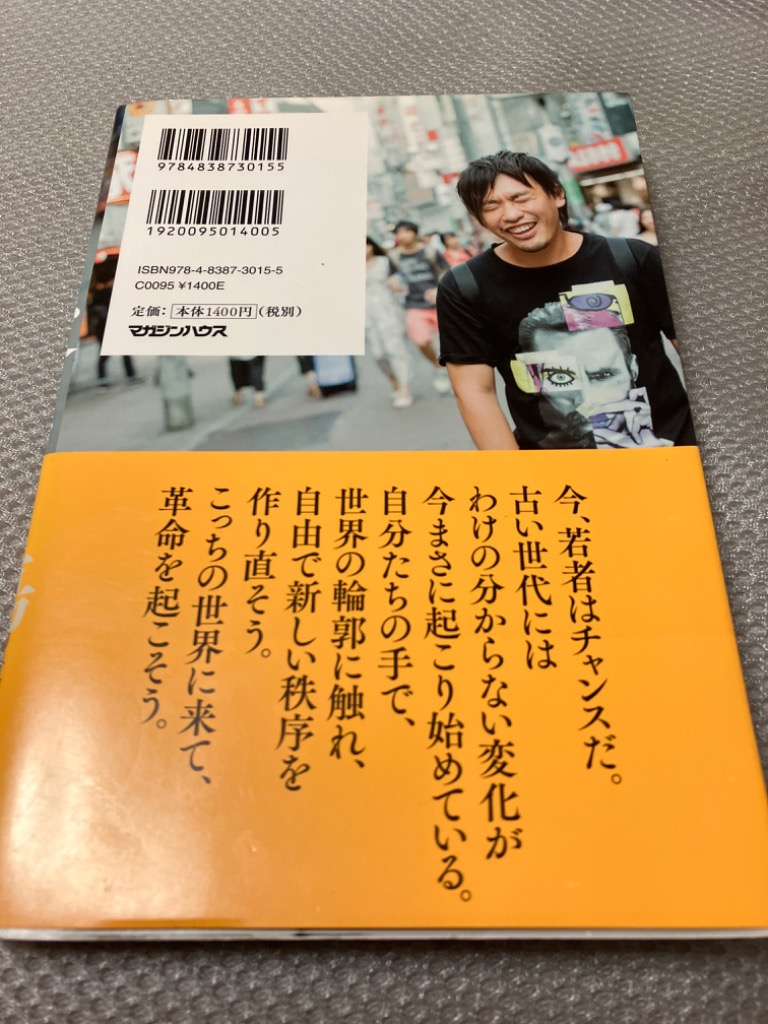 9784838730155
1920095014005
ISBN978-4-8387-3015-5
C0095 ¥1400E
定価：本体1400円（税別）
マガジンハウス
今、若者はチャンスだ。
古い世代には
わけの分からない変化が
今まさに起こり始めている。
自分たちの手で、
世界の輪郭に触れ、
自由で新しい秩序を
作り直そう。
こっちの世界に来て、
革命を起こそう。